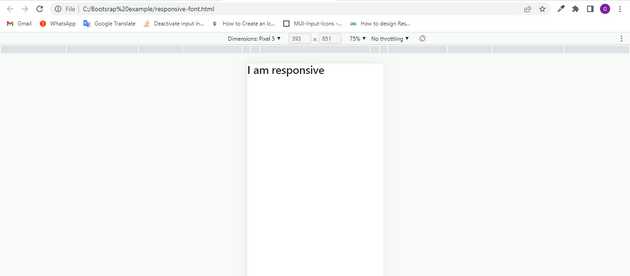 File | C:/Bootstrap%20example/responsive-font.html
G
Gmail WhatsApp Google Translate Deactivate input in... How to Create an Ic... MUI-Input-Icons -... How to design Res...
Dimensions: Pixel 5 ▼ 393 x 851 75% ▼ No throttling ▼
I am responsive